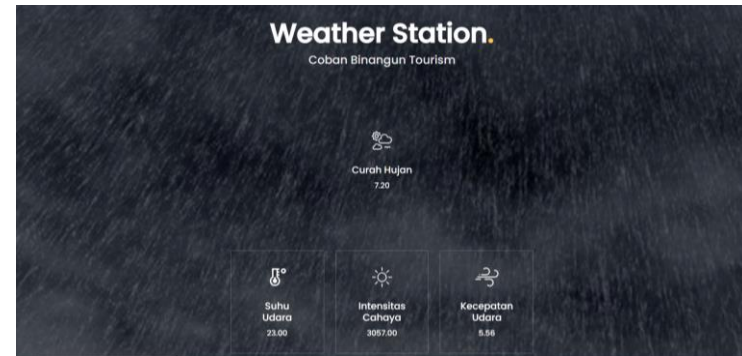 Weather Station.
Coban Binangun Tourism
Curah Hujan
7.20
Suhu
Udara
23.00
Intensitas
Cahaya
3057.00
Kecepatan
Udara
5.56